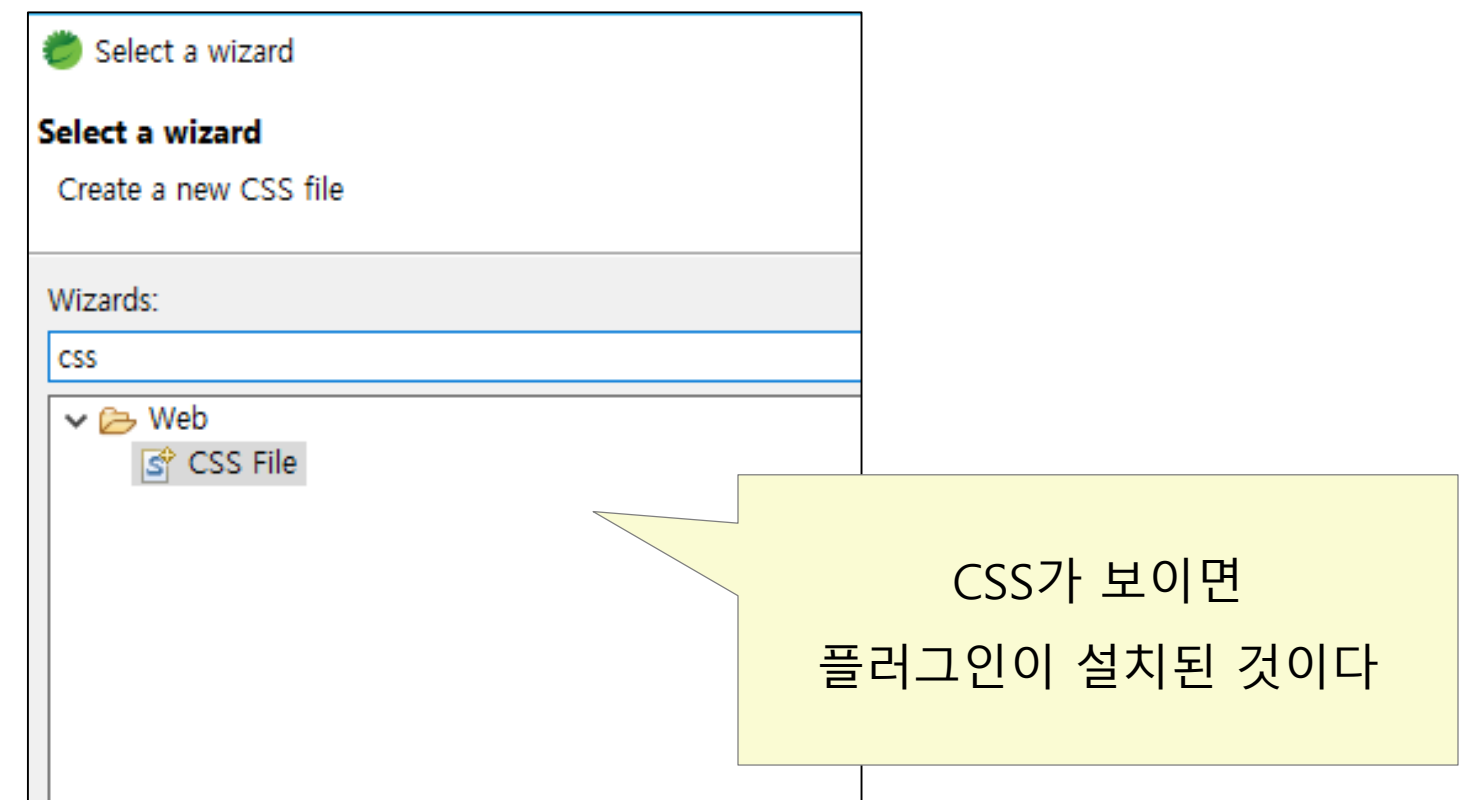 Select a wizard
Select a wizard
Create a new CSS file
Wizards:
css
Web
CSS File
CSS가 보이면
플러그인이 설치된 것이다